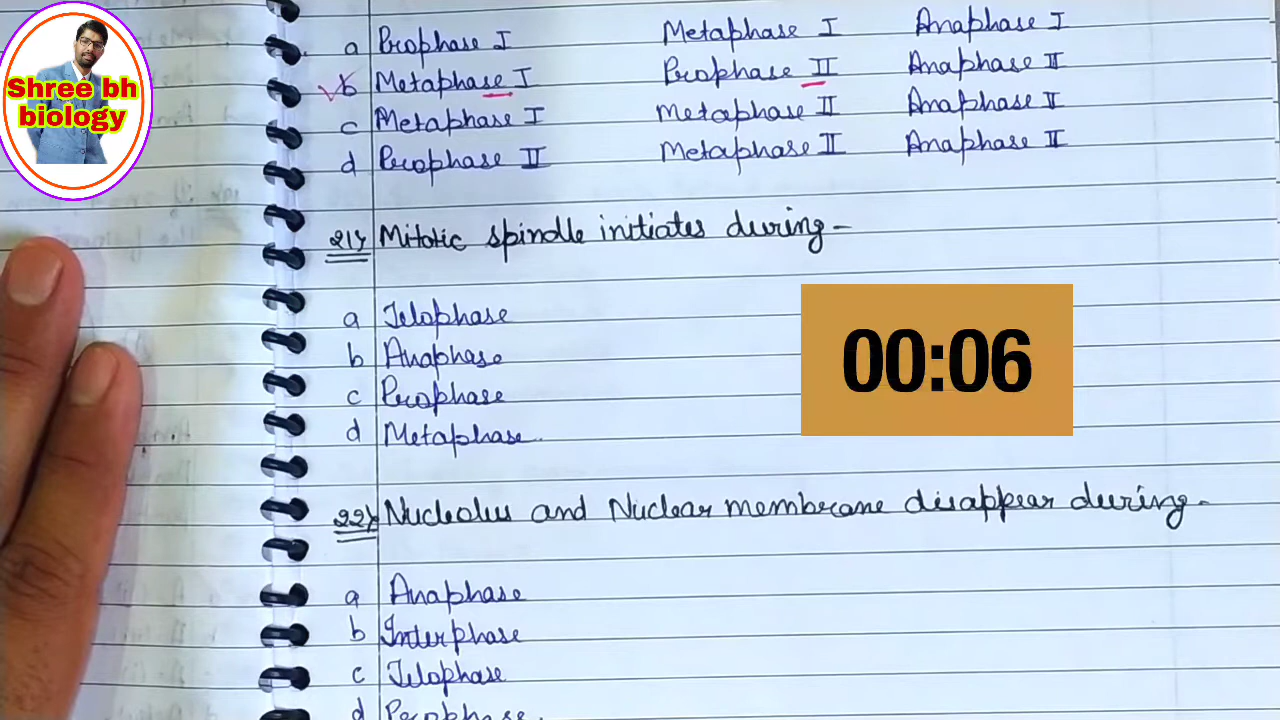 Shree bh
biology
a Prophase I Metaphase I Anaphase I
b Metaphase I Prophase II Anaphase II
c Metaphase I Metaphase II Anaphase II
d Prophase II Metaphase II Anaphase II
21) Mitotic spindle initiates during -
a Telophase
b Anaphase
c Prophase
d Metaphase.
00:06
22) Nucleolus and Nuclear membrane disappear during -
a Anaphase
b Interphase
c Telophase
d Prophase.